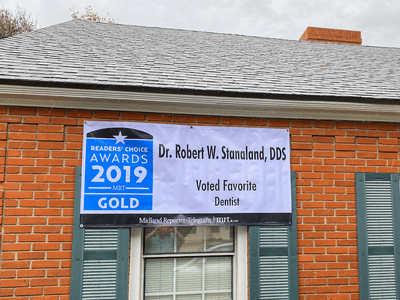 READERS' CHOICE
AWARDS
2019
MRT
GOLD
Dr. Robert W. Stanaland, DDS
Voted Favorite
Dentist
Midland Reporter-Telegram | mrt.com